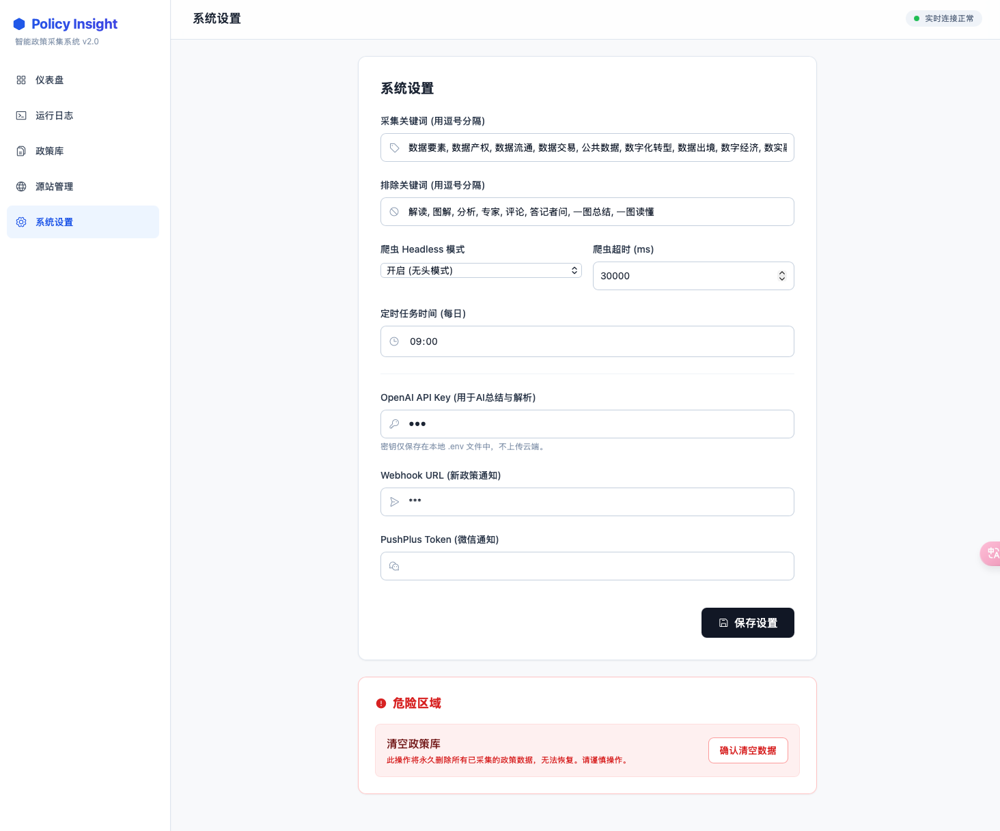 Policy Insight
智能政策采集系统 v2.0
仪表盘
运行日志
政策库
源站管理
系统设置
系统设置
实时连接正常
系统设置
采集关键词 (用逗号分隔)
数据要素, 数据产权, 数据流通, 数据交易, 公共数据, 数字化转型, 数据出境, 数字经济, 数实
排除关键词 (用逗号分隔)
解读, 图解, 分析, 专家, 评论, 答记者问, 一图总结, 一图读懂
爬虫 Headless 模式
爬虫超时 (ms)
开启 (无头模式)
30000
定时任务时间 (每日)
09:00
OpenAI API Key (用于AI总结与解析)
•••
密钥仅保存在本地 .env 文件中，不上传云端。
Webhook URL (新政策通知)
***
PushPlus Token (微信通知)
保存设置
危险区域
清空政策库
此操作将永久删除所有已采集的政策数据，无法恢复。请谨慎操作。
确认清空数据
中
A